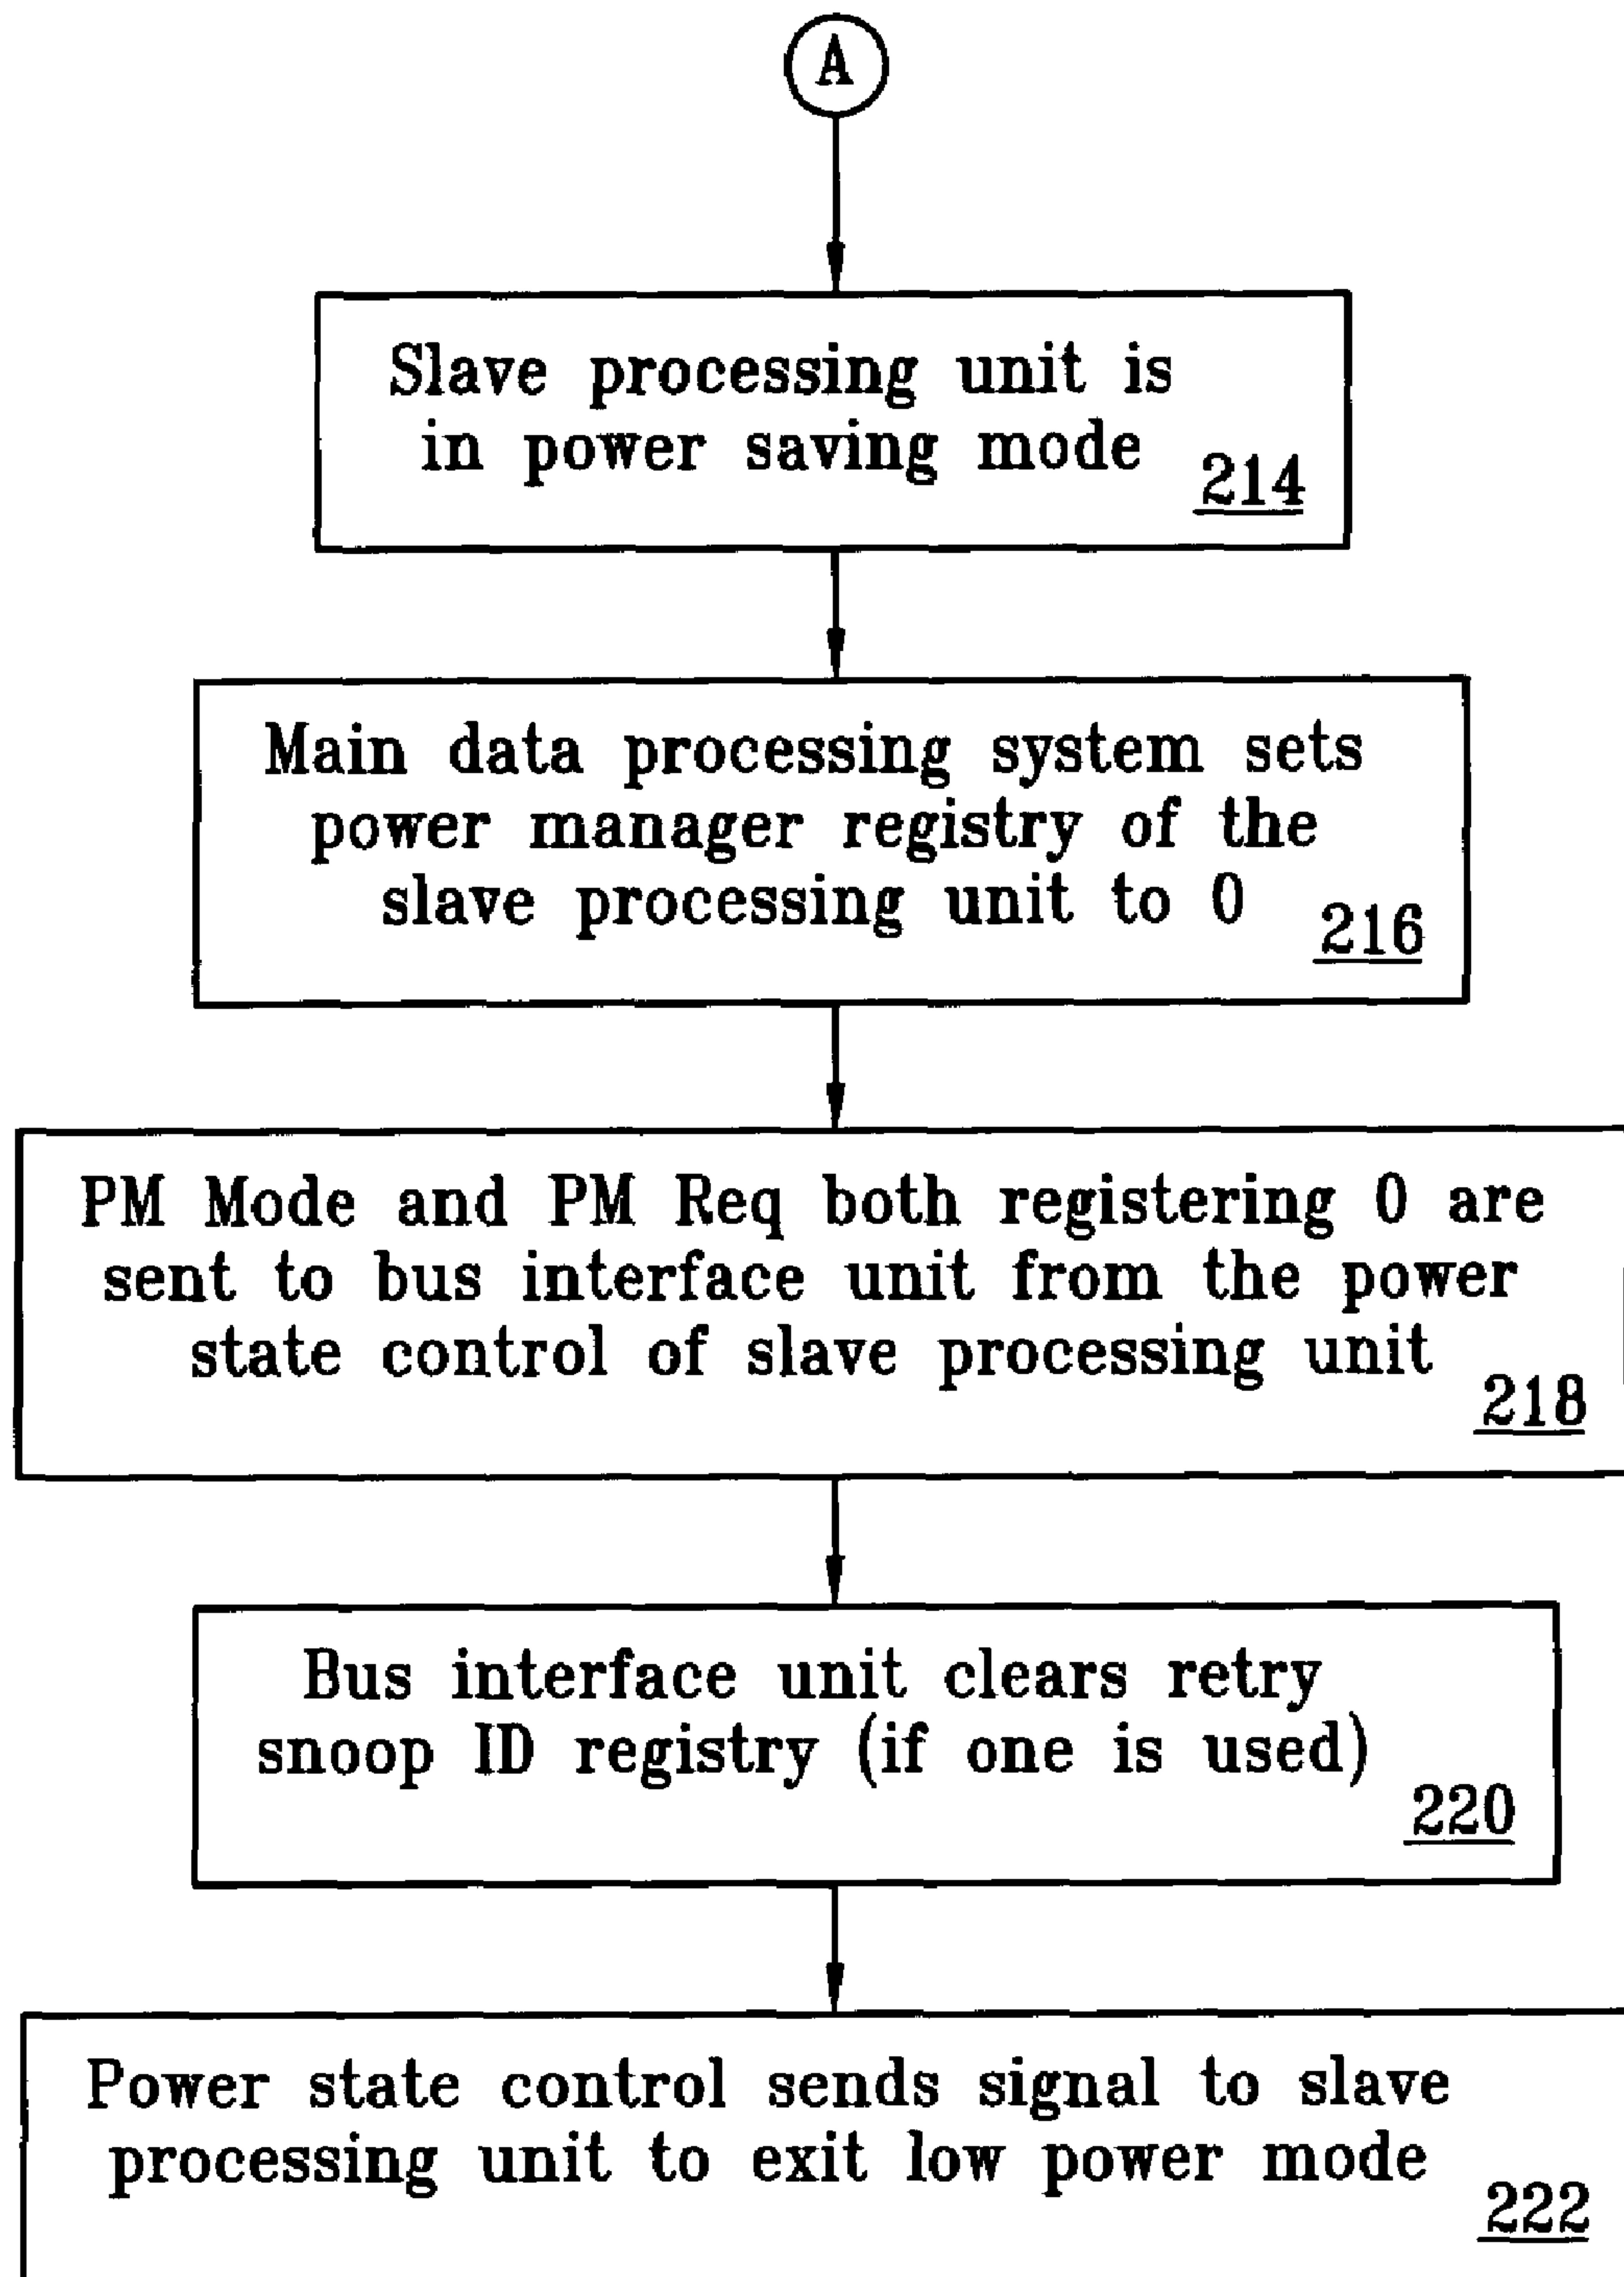 A
Slave processing unit is
in power saving mode
214
Main data processing system sets
power manager registry of the
slave processing unit to 0
216
PM Mode and PM Req both registering 0 are
sent to bus interface unit from the power
state control of slave processing unit
218
Bus interface unit clears retry
snoop ID registry (if one is used)
220
Power state control sends signal to slave
processing unit to exit low power mode
222